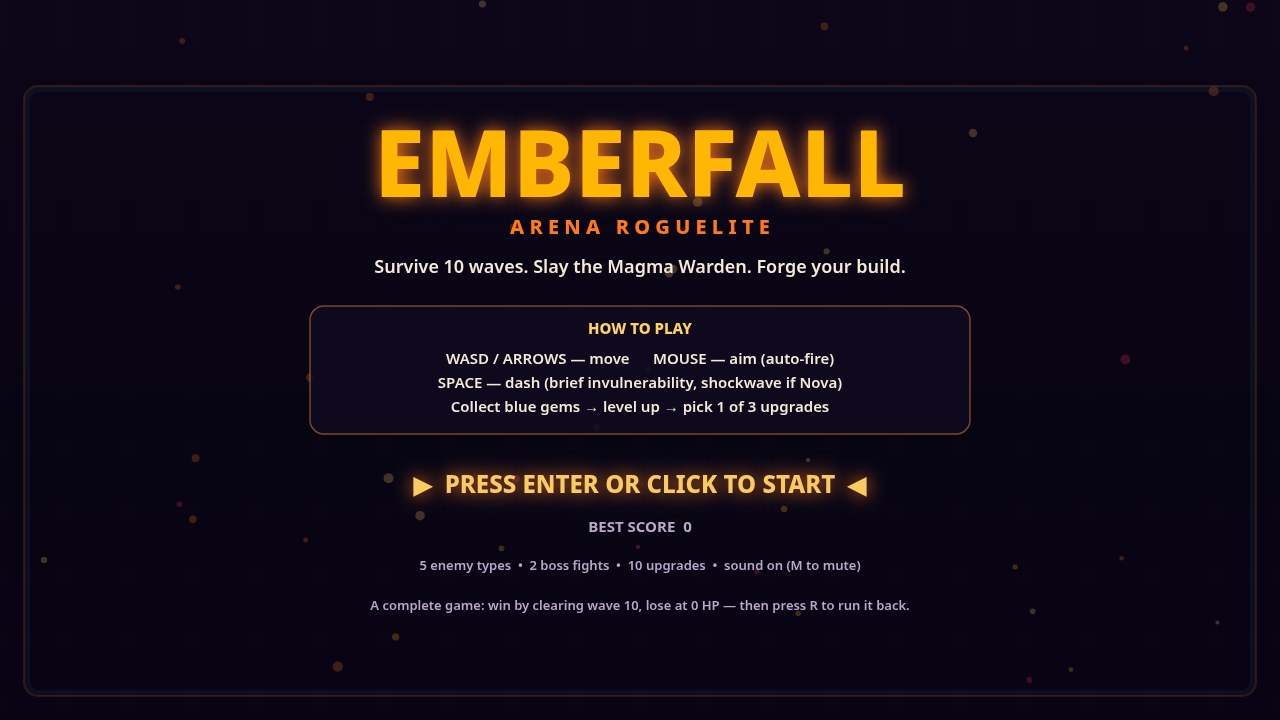 EMBERFALL
ARENA ROGUELITE
Survive 10 waves. Slay the Magma Warden. Forge your build.
HOW TO PLAY
WASD / ARROWS — move MOUSE — aim (auto-fire)
SPACE — dash (brief invulnerability, shockwave if Nova)
Collect blue gems → level up → pick 1 of 3 upgrades
▶ PRESS ENTER OR CLICK TO START ◀
BEST SCORE 0
5 enemy types • 2 boss fights • 10 upgrades • sound on (M to mute)
A complete game: win by clearing wave 10, lose at 0 HP — then press R to run it back.